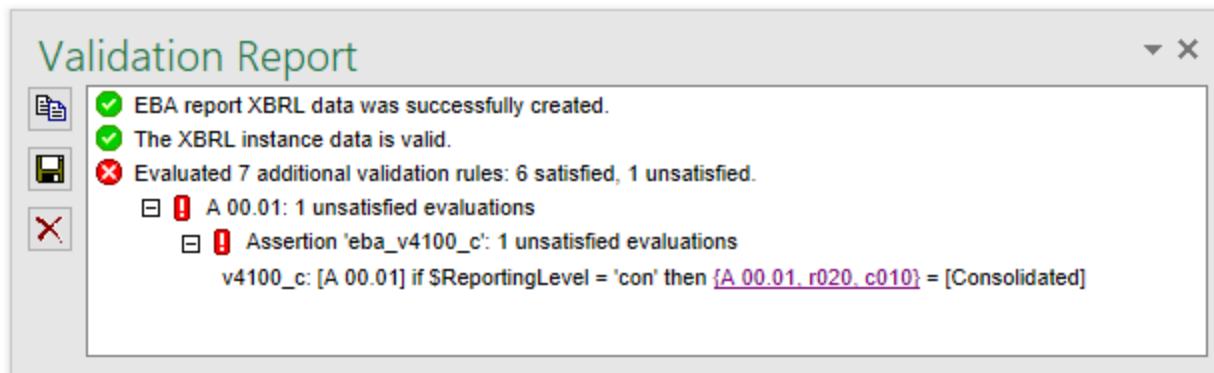 Validation Report
EBA report XBRL data was successfully created.
The XBRL instance data is valid.
Evaluated 7 additional validation rules: 6 satisfied, 1 unsatisfied.
A 00.01: 1 unsatisfied evaluations
Assertion 'eba_v4100_c': 1 unsatisfied evaluations
v4100_c: [A 00.01] if $ReportingLevel = 'con' then {A 00.01, r020, c010} = [Consolidated]